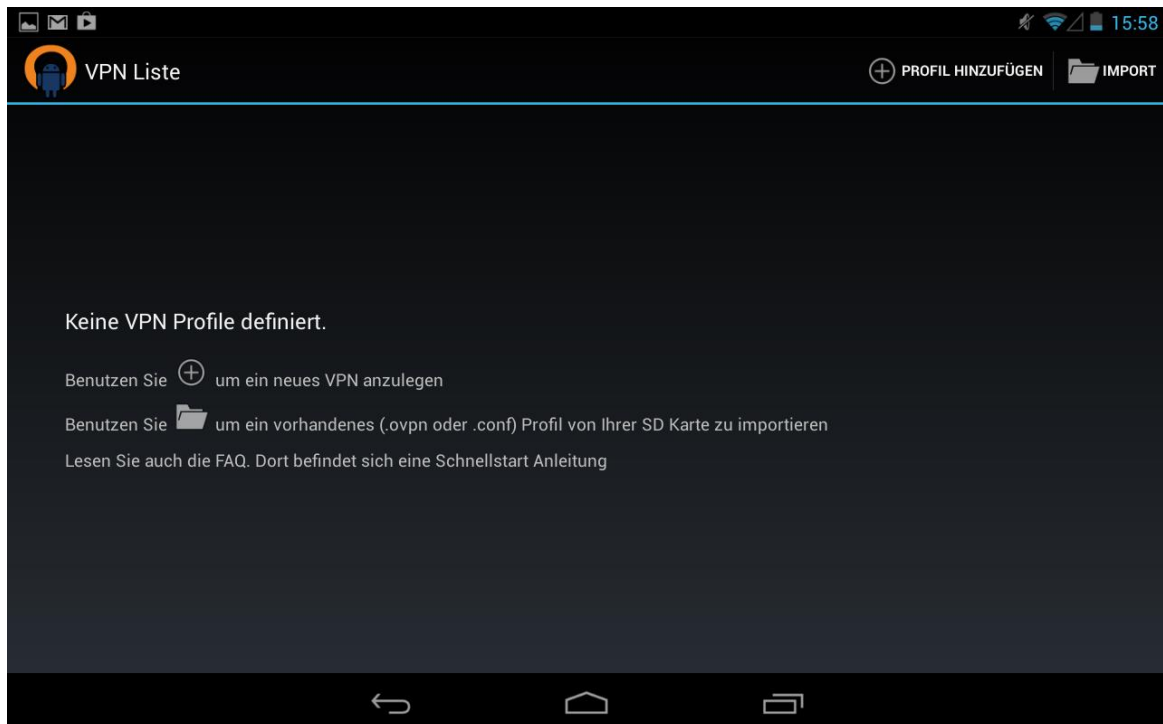 15:58
VPN Liste
PROFIL HINZUFÜGEN
IMPORT
Keine VPN Profile definiert.
Benutzen Sie um ein neues VPN anzulegen
Benutzen Sie um ein vorhandenes (.ovpn oder .conf) Profil von Ihrer SD Karte zu importieren
Lesen Sie auch die FAQ. Dort befindet sich eine Schnellstart Anleitung